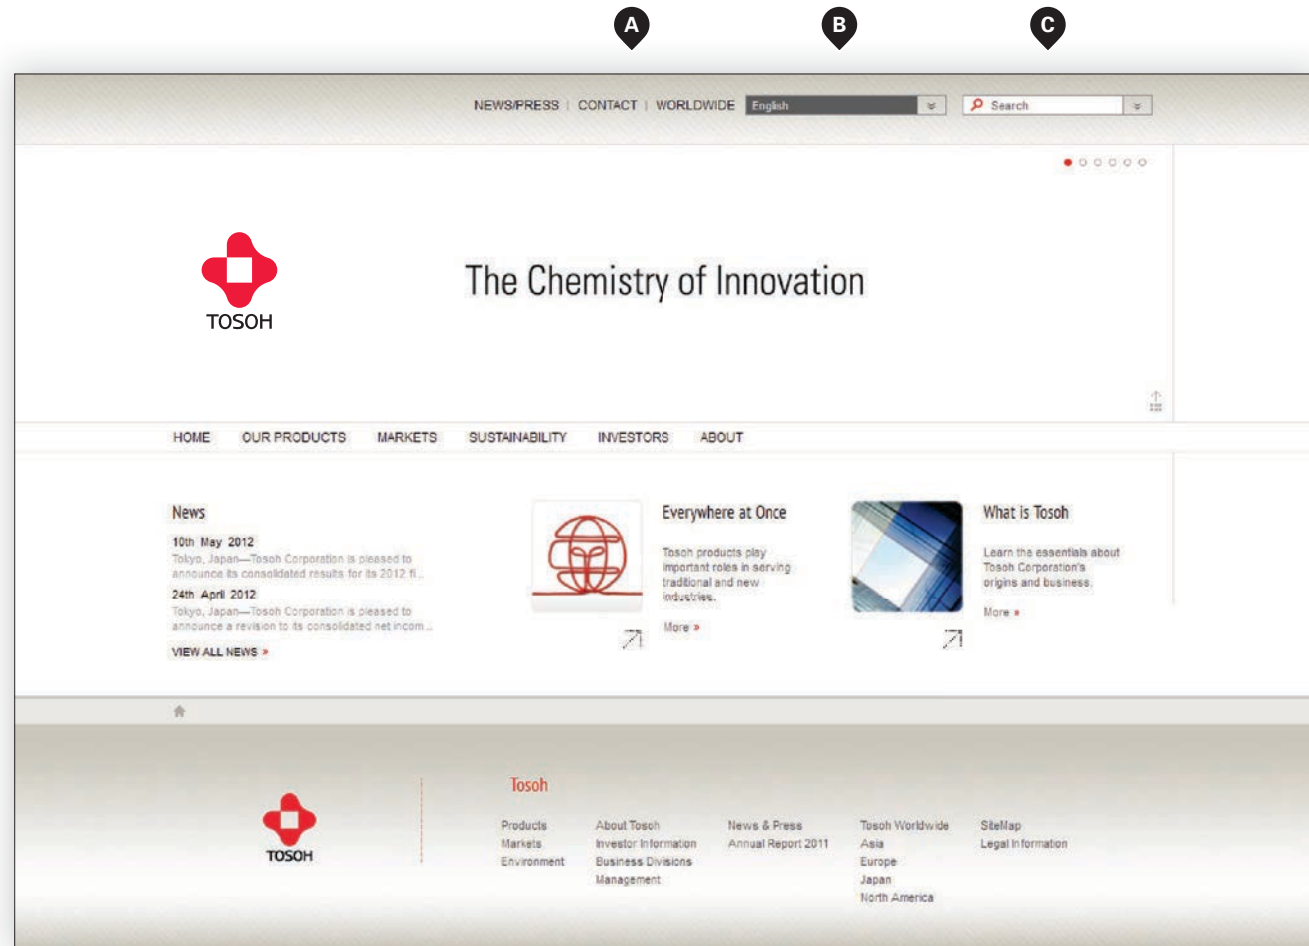 A B C
NEWS/PRESS | CONTACT | WORLDWIDE English Search
TOSOH
The Chemistry of Innovation
HOME OUR PRODUCTS MARKETS SUSTAINABILITY INVESTORS ABOUT
News
10th May 2012
Tokyo, Japan—Tosoh Corporation is pleased to
announce its consolidated results for its 2012 fi...
24th April 2012
Tokyo, Japan—Tosoh Corporation is pleased to
announce a revision to its consolidated net incom...
VIEW ALL NEWS »
Everywhere at Once
Tosoh products play
important roles in serving
traditional and new
industries.
More »
What is Tosoh
Learn the essentials about
Tosoh Corporation's
origins and business.
More »
TOSOH
Tosoh
Products
Markets
Environment
About Tosoh
Investor Information
Business Divisions
Management
News & Press
Annual Report 2011
Tosoh Worldwide
Asia
Europe
Japan
North America
SiteMap
Legal Information